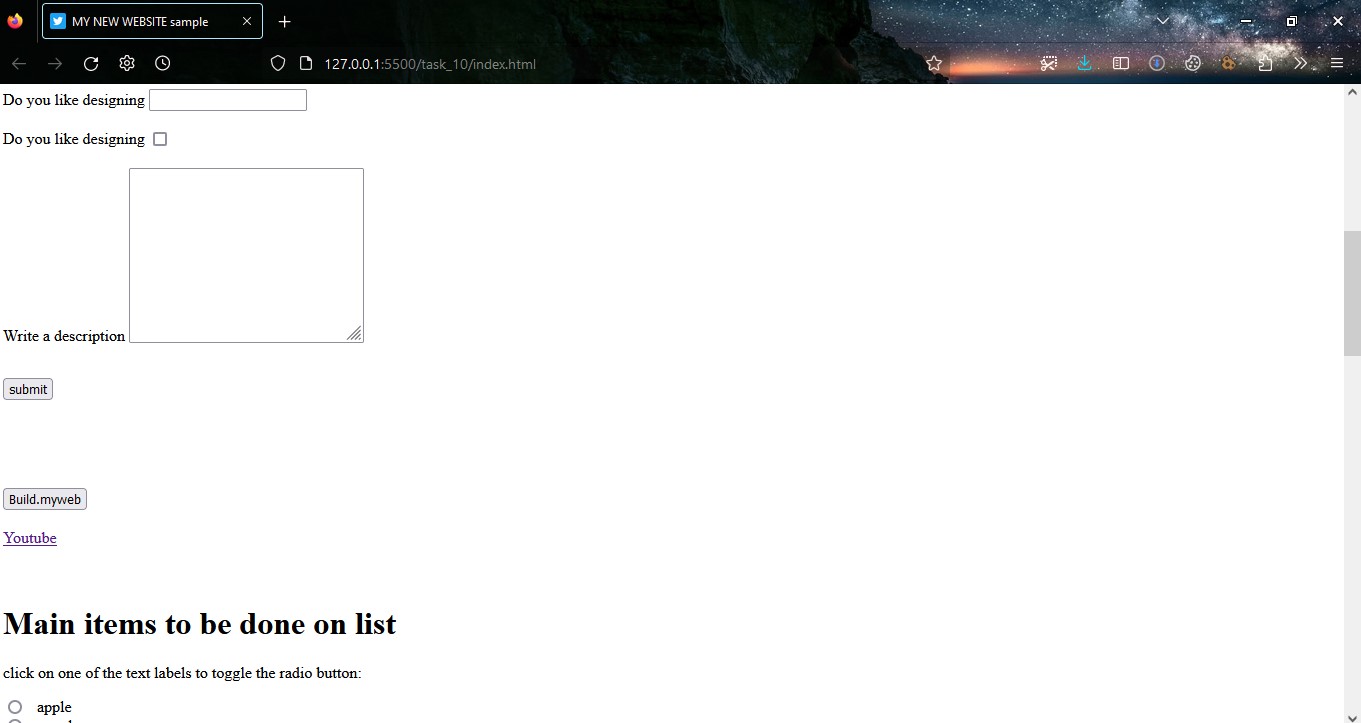 MY NEW WEBSITE sample
127.0.0.1:5500/task_10/index.html
Do you like designing
Do you like designing
Write a description
submit
Build.myweb
Youtube
Main items to be done on list
click on one of the text labels to toggle the radio button:
apple